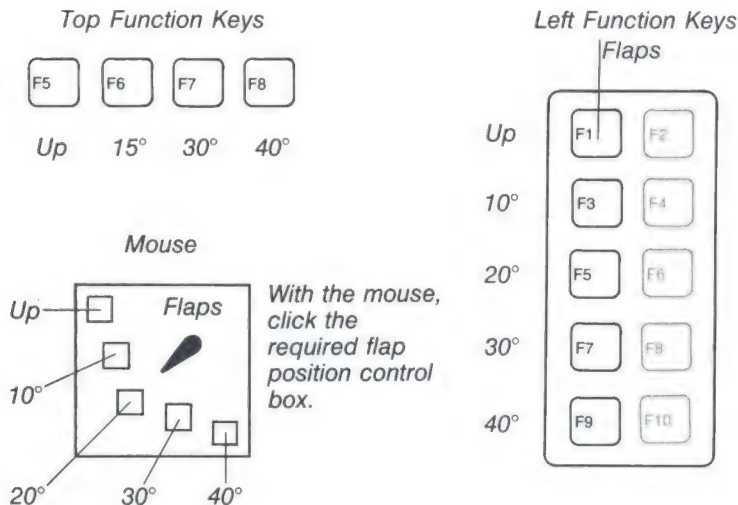 Top Function Keys
F5 F6 F7 F8
Up 15° 30° 40°
Mouse
Up
Flaps
10°
20° 30° 40°
With the mouse,
click the
required flap
position control
box.
Left Function Keys
Flaps
Up F1 F2
10° F3 F4
20° F5 F6
30° F7 F8
40° F9 F10